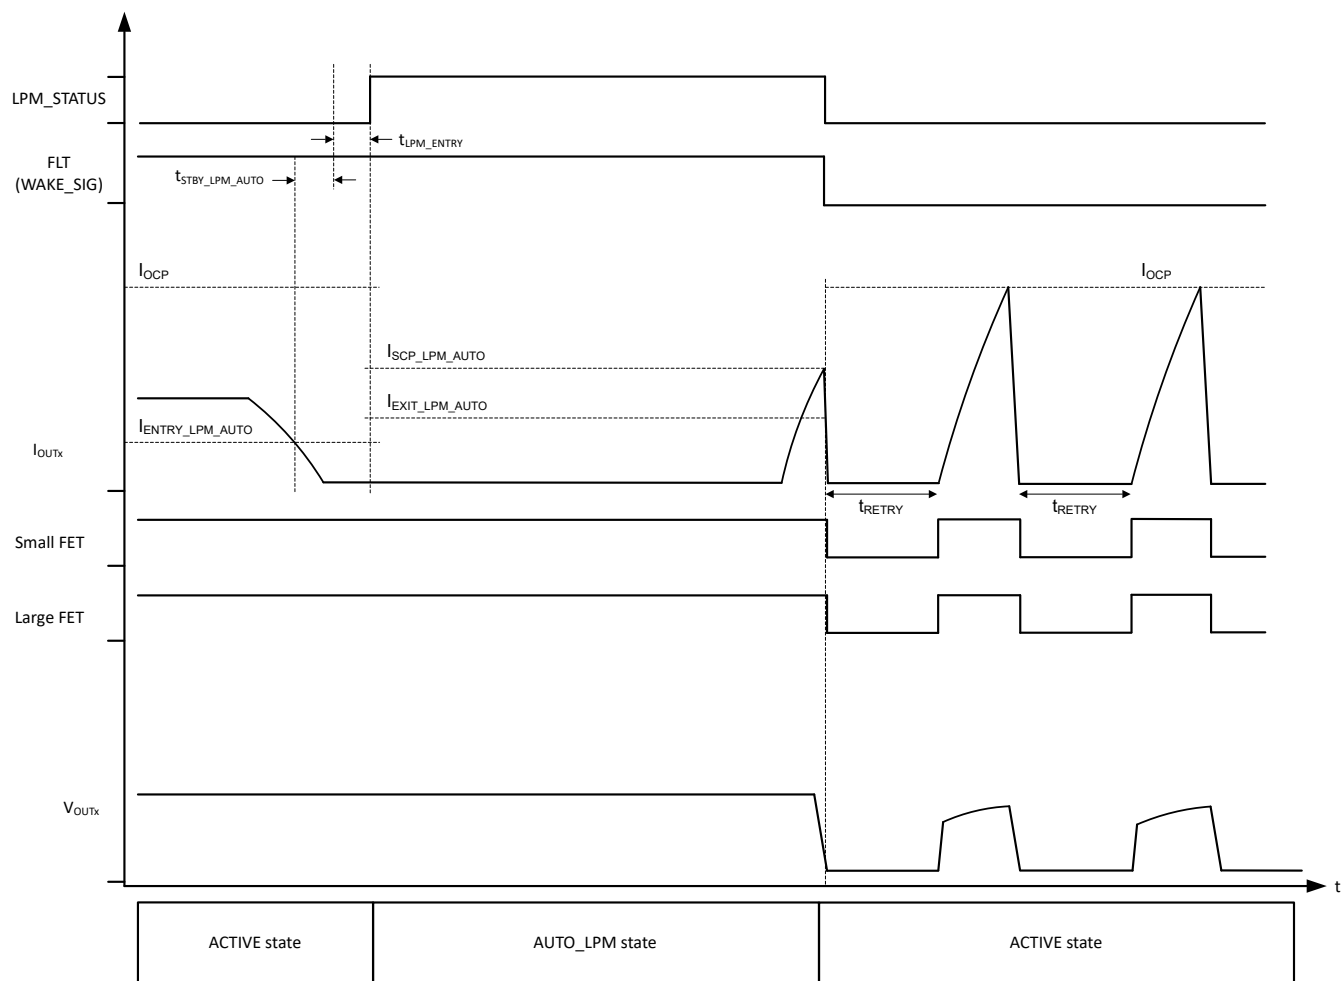 LPM_STATUS
tLPM_ENTRY
FLT
(WAKE_SIG)
tSTBY_LPM_AUTO
IOCP
IOCP
ISCP_LPM_AUTO
IEXIT_LPM_AUTO
IENTRY_LPM_AUTO
IOUTx
tRETRY
tRETRY
Small FET
Large FET
VOUTx
t
ACTIVE state
AUTO_LPM state
ACTIVE state